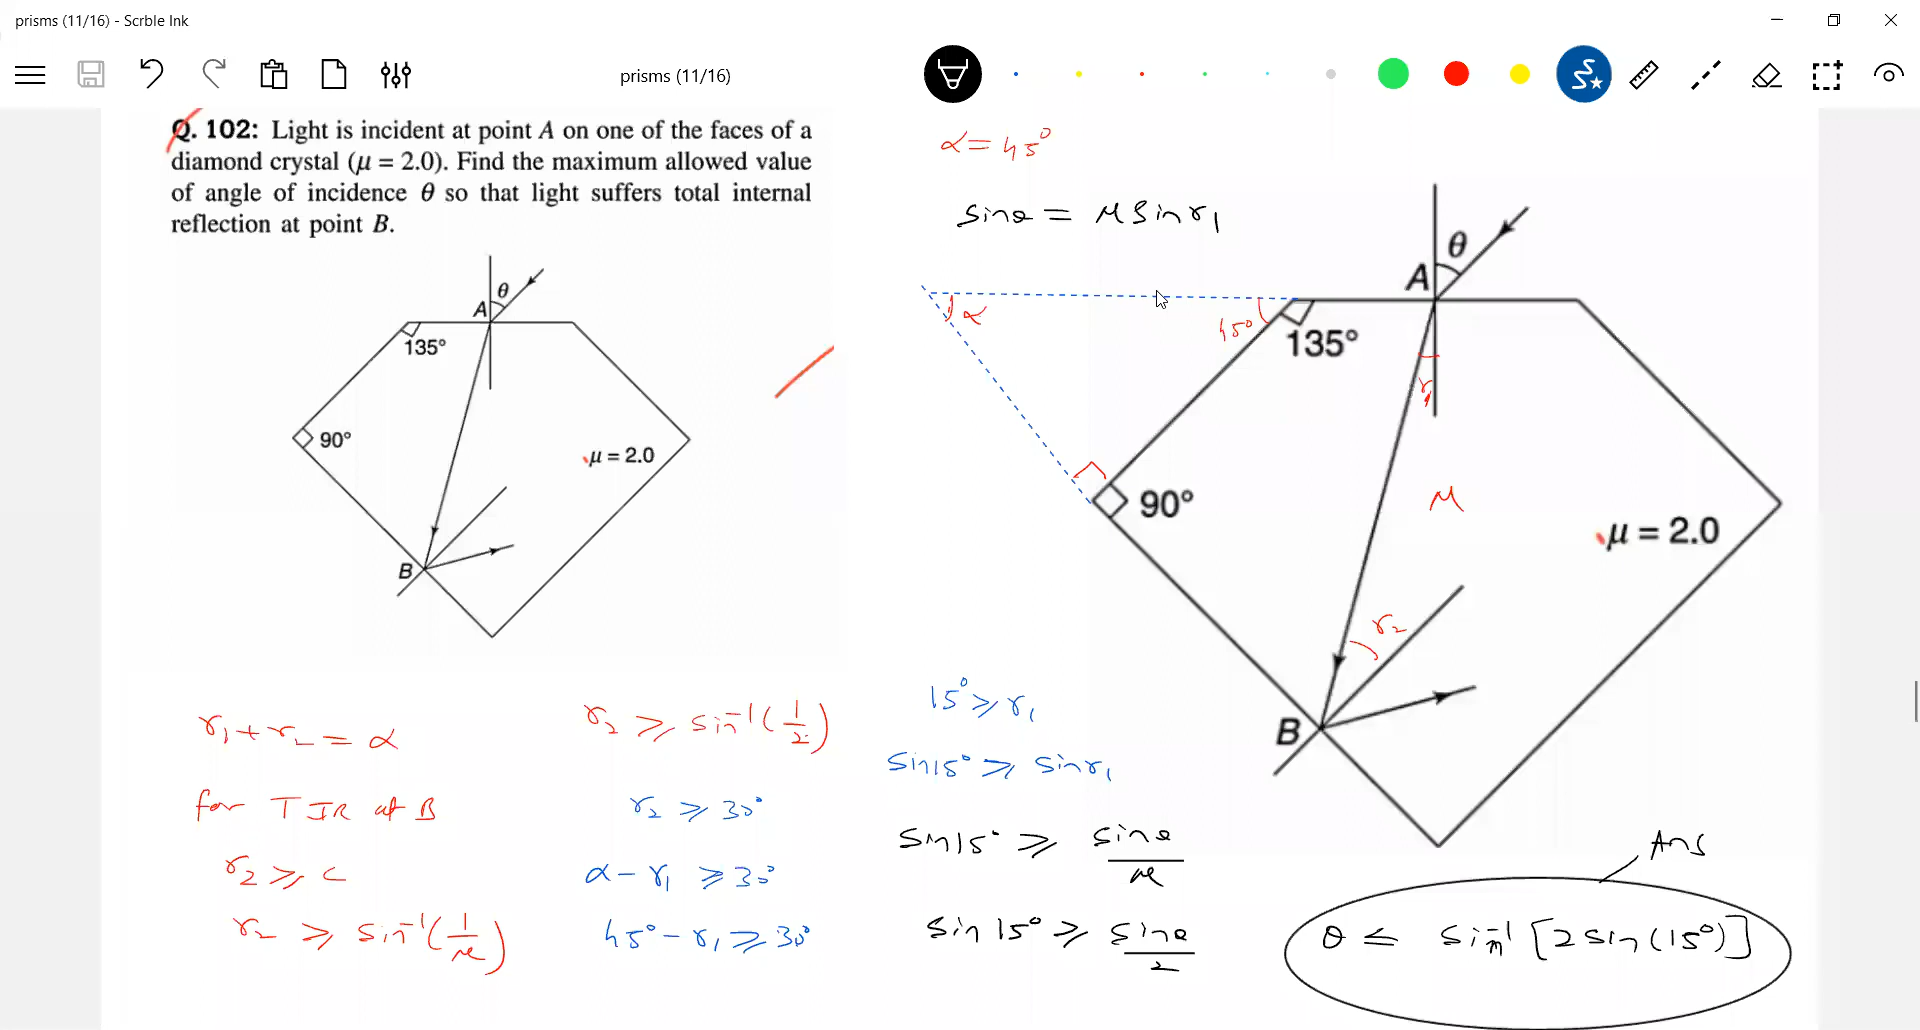 prisms (11/16) - Scrble Ink
prisms (11/16)
Q. 102: Light is incident at point A on one of the faces of a
diamond crystal (μ = 2.0). Find the maximum allowed value
of angle of incidence θ so that light suffers total internal
reflection at point B.
A
θ
135°
90°
μ = 2.0
B
α = 45°
sinθ = μ sin r₁
θ
A
α
45°
135°
r₁
90°
μ
μ = 2.0
r₂
B
r₁ + r₂ = α
for TIR at B
r₂ ⩾ c
r₂ ⩾ sin⁻¹(1/μ)
r₂ ⩾ sin⁻¹(1/2)
r₂ ⩾ 30°
α - r₁ ⩾ 30°
45° - r₁ ⩾ 30°
15° ⩾ r₁
sin15° ⩾ sin r₁
sin15° ⩾ sinθ/μ
sin 15° ⩾ sinθ/2
Ans
θ ≤ sin⁻¹[2 sin(15°)]